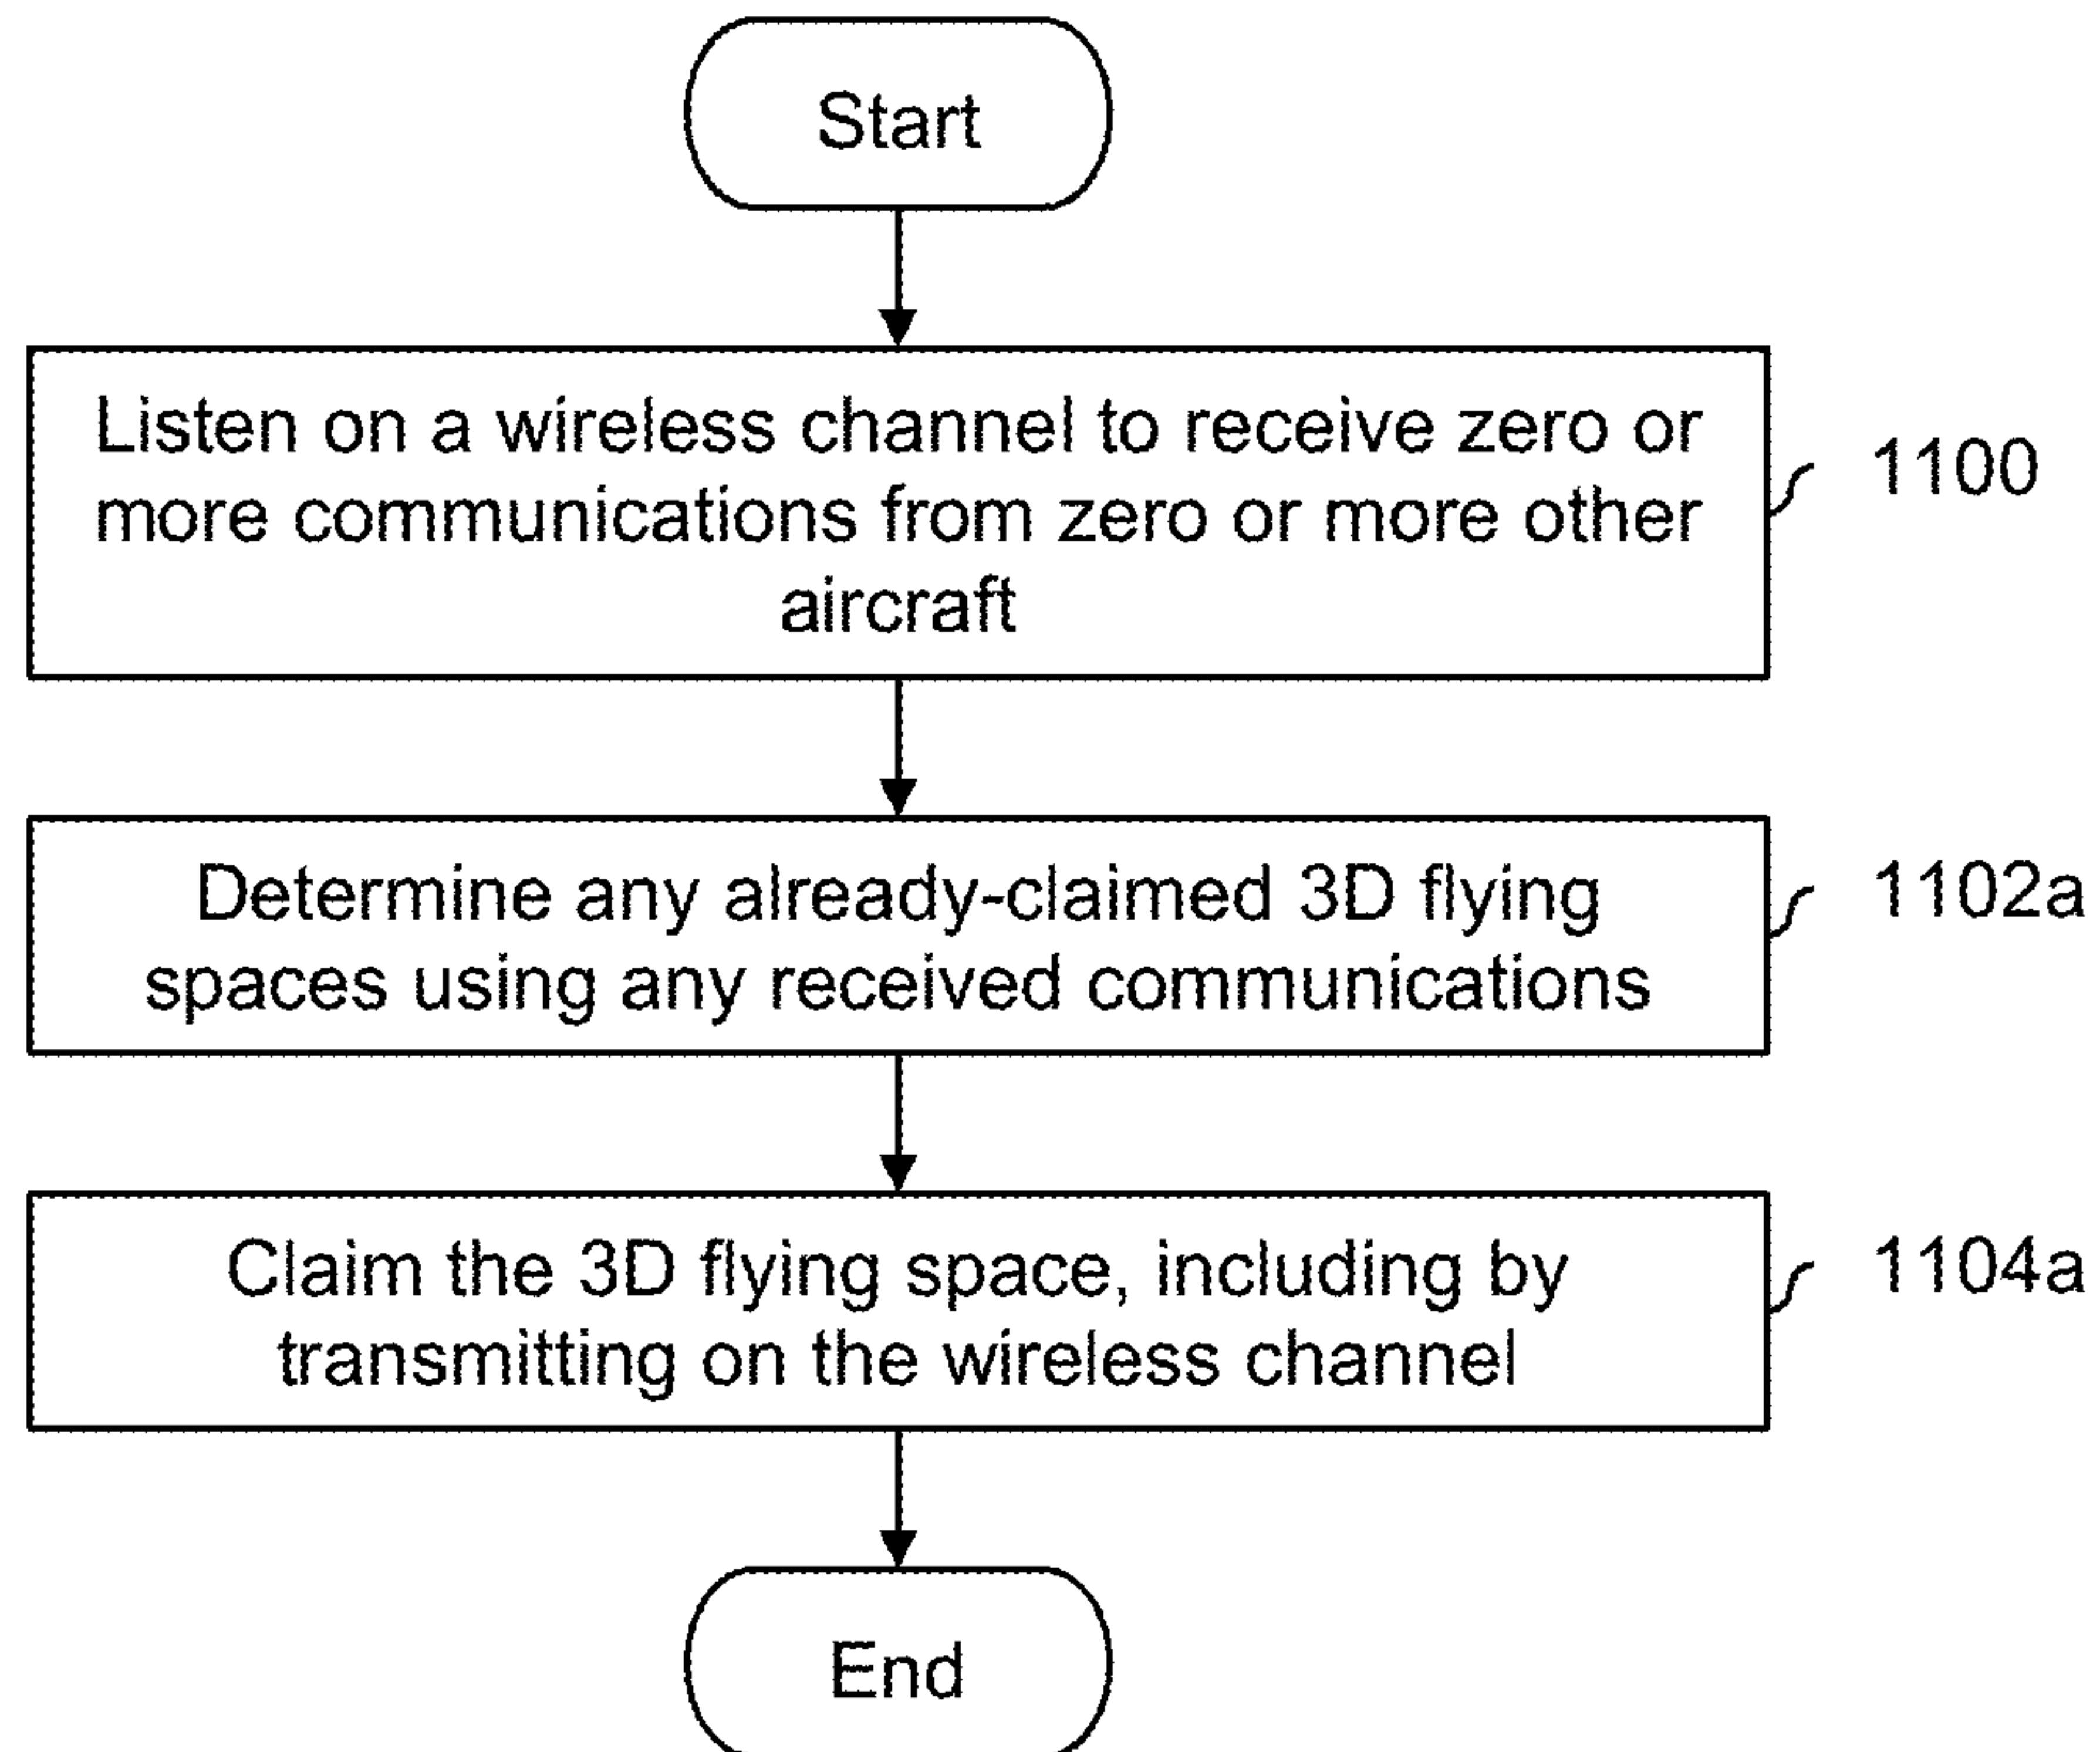 Start
Listen on a wireless channel to receive zero or
more communications from zero or more other
aircraft
1100
Determine any already-claimed 3D flying
spaces using any received communications
1102a
Claim the 3D flying space, including by
transmitting on the wireless channel
1104a
End